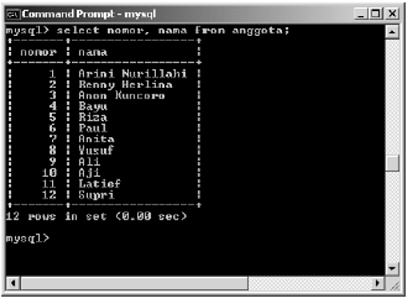 Command Prompt - mysql
mysql> select nomor, nama from anggota;
+-------+------------------+
| nomor | nama |
+-------+------------------+
| 1 | Arini Nurillahi |
| 2 | Renny Herlina |
| 3 | Anon Kuncoro |
| 4 | Bayu |
| 5 | Riza |
| 6 | Paul |
| 7 | Anita |
| 8 | Yusuf |
| 9 | Ali |
| 10 | Aji |
| 11 | Latief |
| 12 | Supri |
+-------+------------------+
12 rows in set (0.00 sec)
mysql>